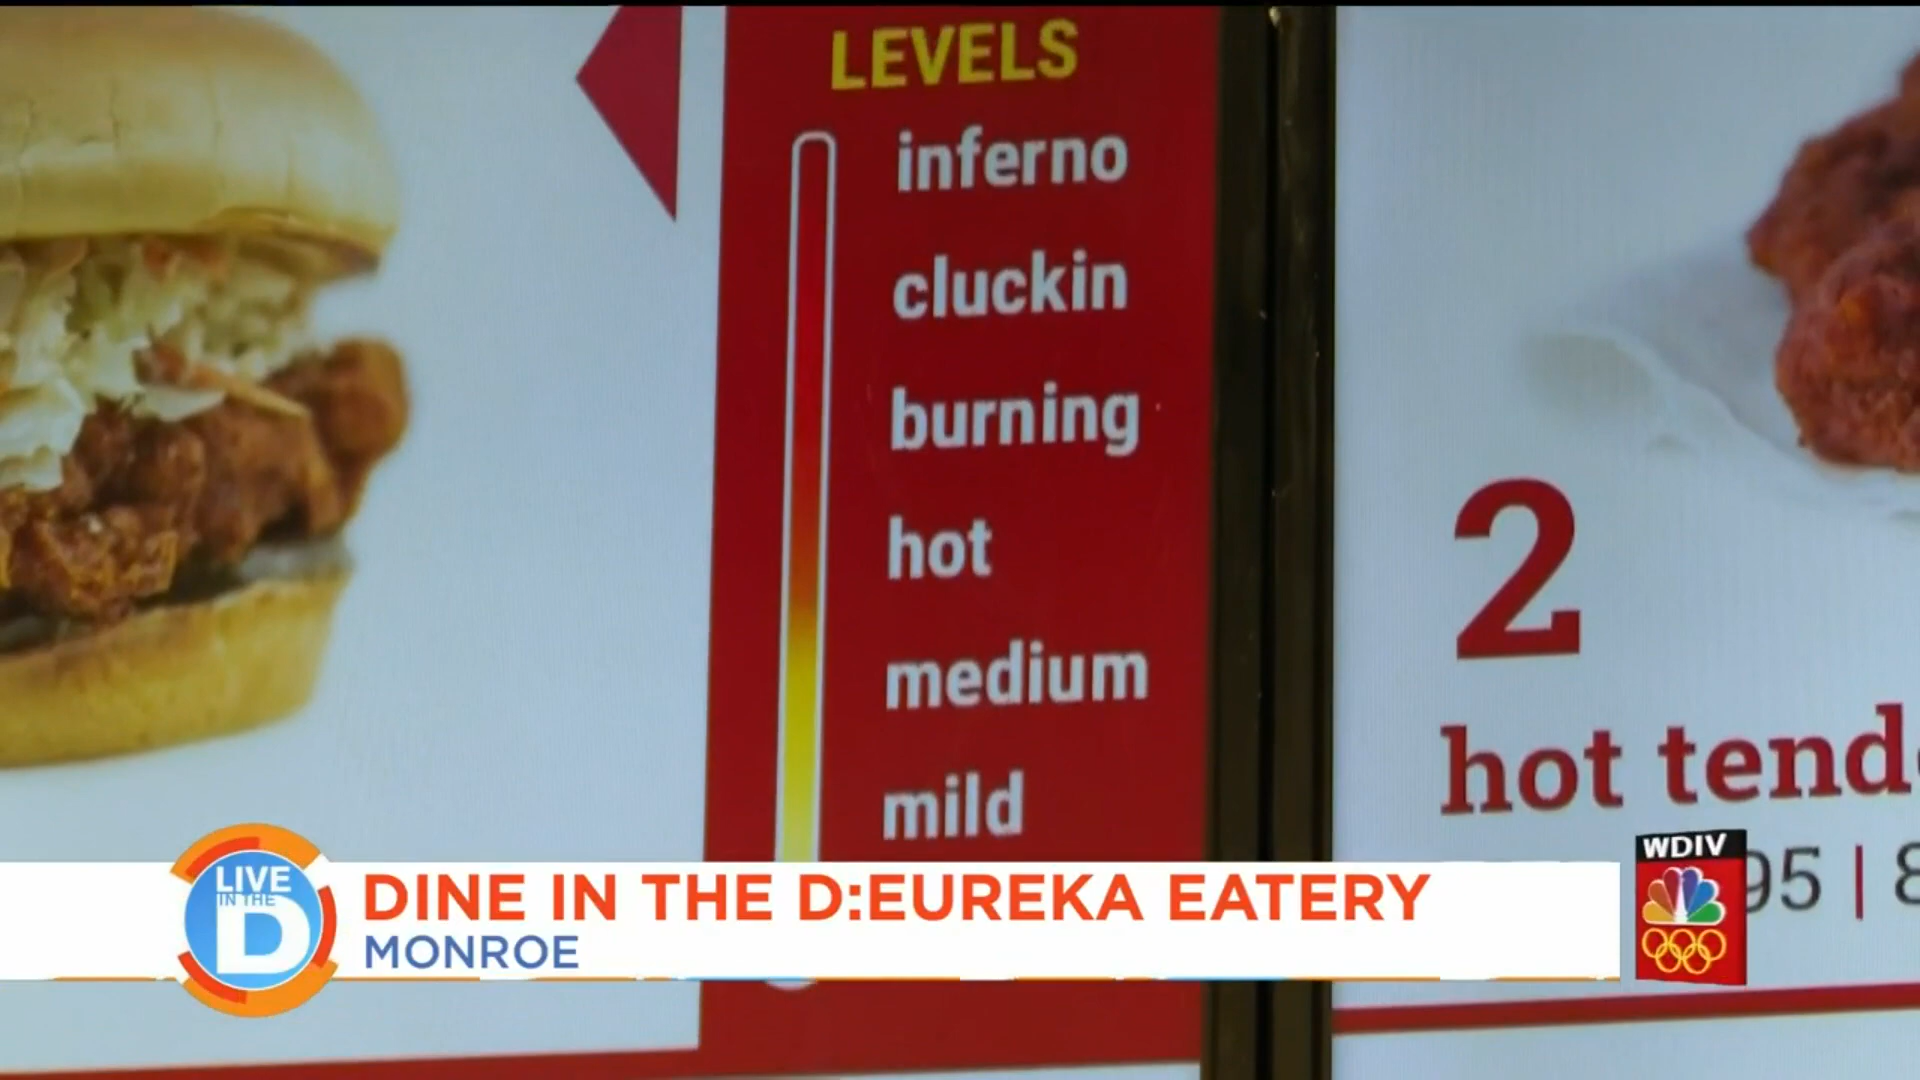 LEVELS
inferno
cluckin
burning
hot
medium
mild
2
hot tend
95 | 8
WDIV
LIVE
IN THE
D
DINE IN THE D:EUREKA EATERY
MONROE